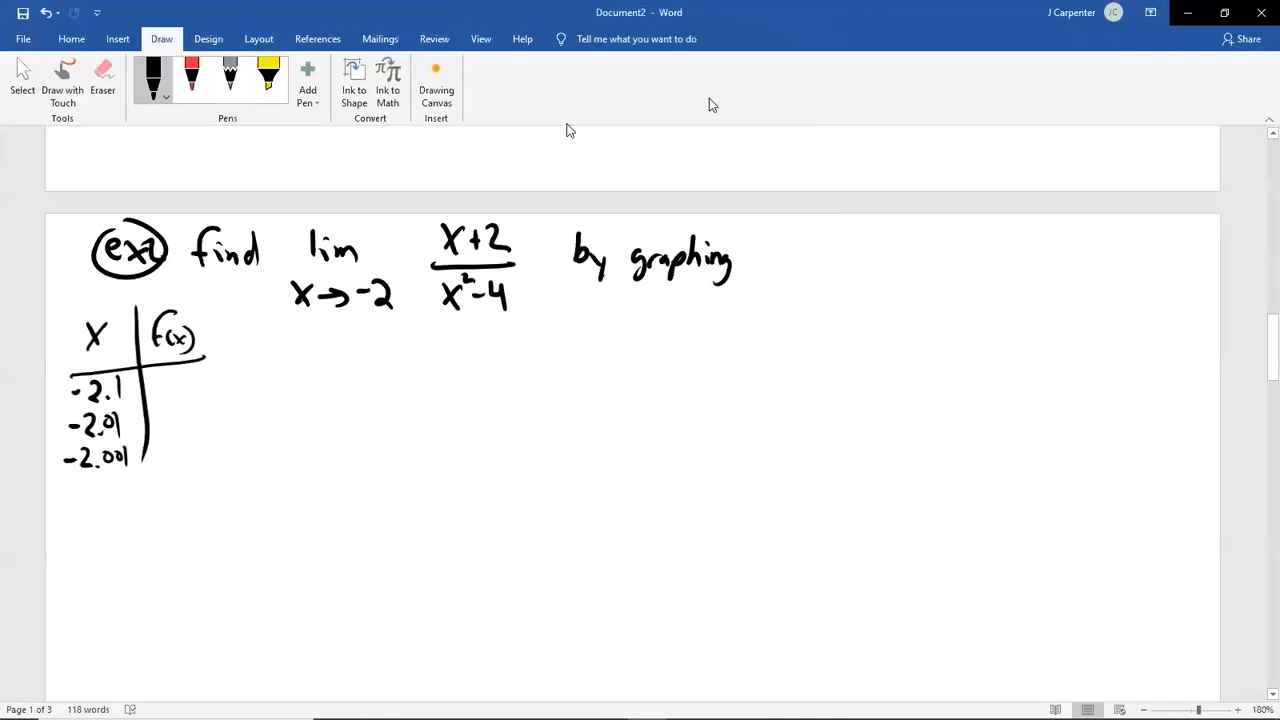 Document2 - Word
J Carpenter JC
File Home Insert Draw Design Layout References Mailings Review View Help Tell me what you want to do Share
Select Draw with Touch Eraser Add Pen Ink to Shape Ink to Math Drawing Canvas
Tools Pens Convert Insert
ex2 find lim x→-2 x+2/x²-4 by graphing
x f(x)
-2.1
-2.01
-2.001
Page 1 of 3 118 words 180%